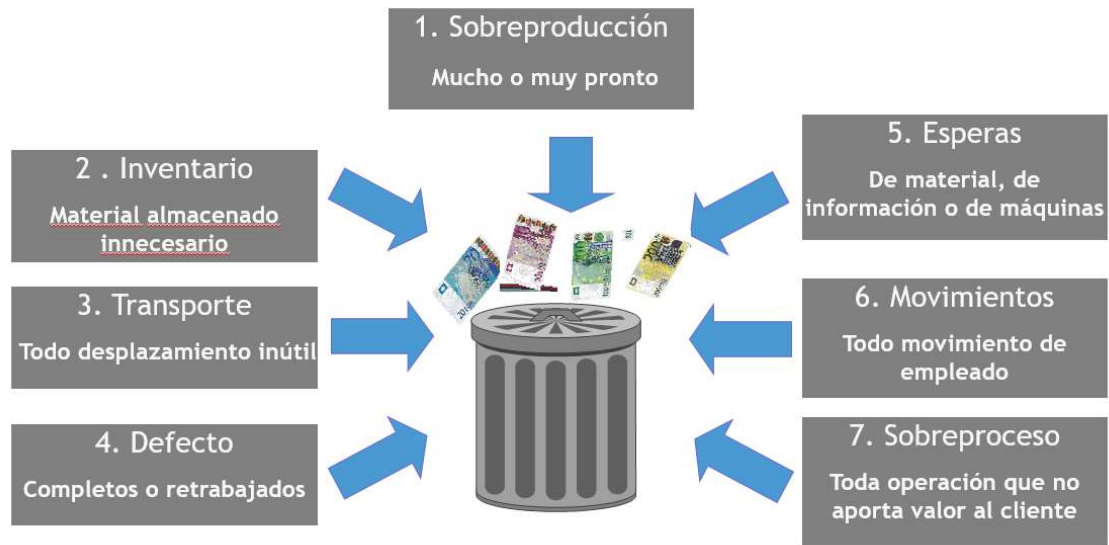 1. Sobreproducción
Mucho o muy pronto
2 . Inventario
Material almacenado
innecesario
3. Transporte
Todo desplazamiento inútil
4. Defecto
Completos o retrabajados
5. Esperas
De material, de
información o de máquinas
6. Movimientos
Todo movimiento de
empleado
7. Sobreproceso
Toda operación que no
aporta valor al cliente